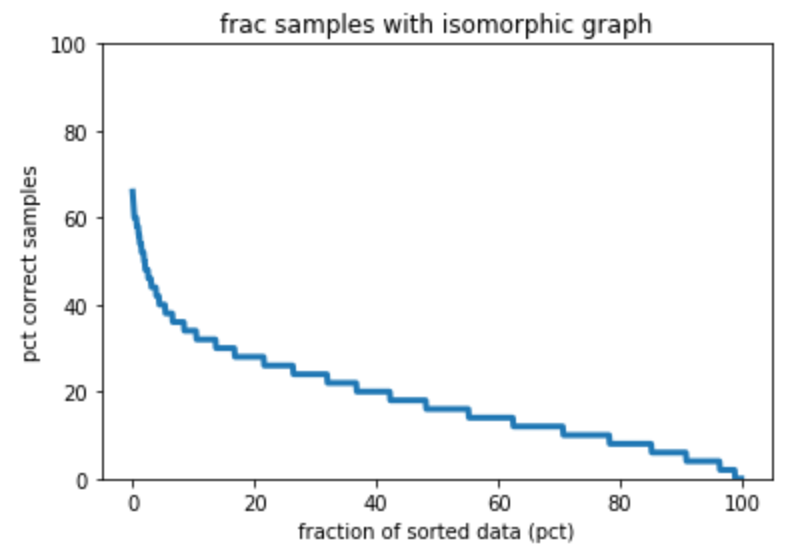 frac samples with isomorphic graph
100
80
60
40
20
0
pct correct samples
0 20 40 60 80 100
fraction of sorted data (pct)